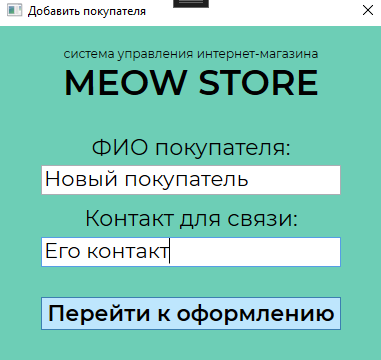 Добавить покупателя
система управления интернет-магазина
MEOW STORE
ФИО покупателя:
Новый покупатель
Контакт для связи:
Его контакт
Перейти к оформлению